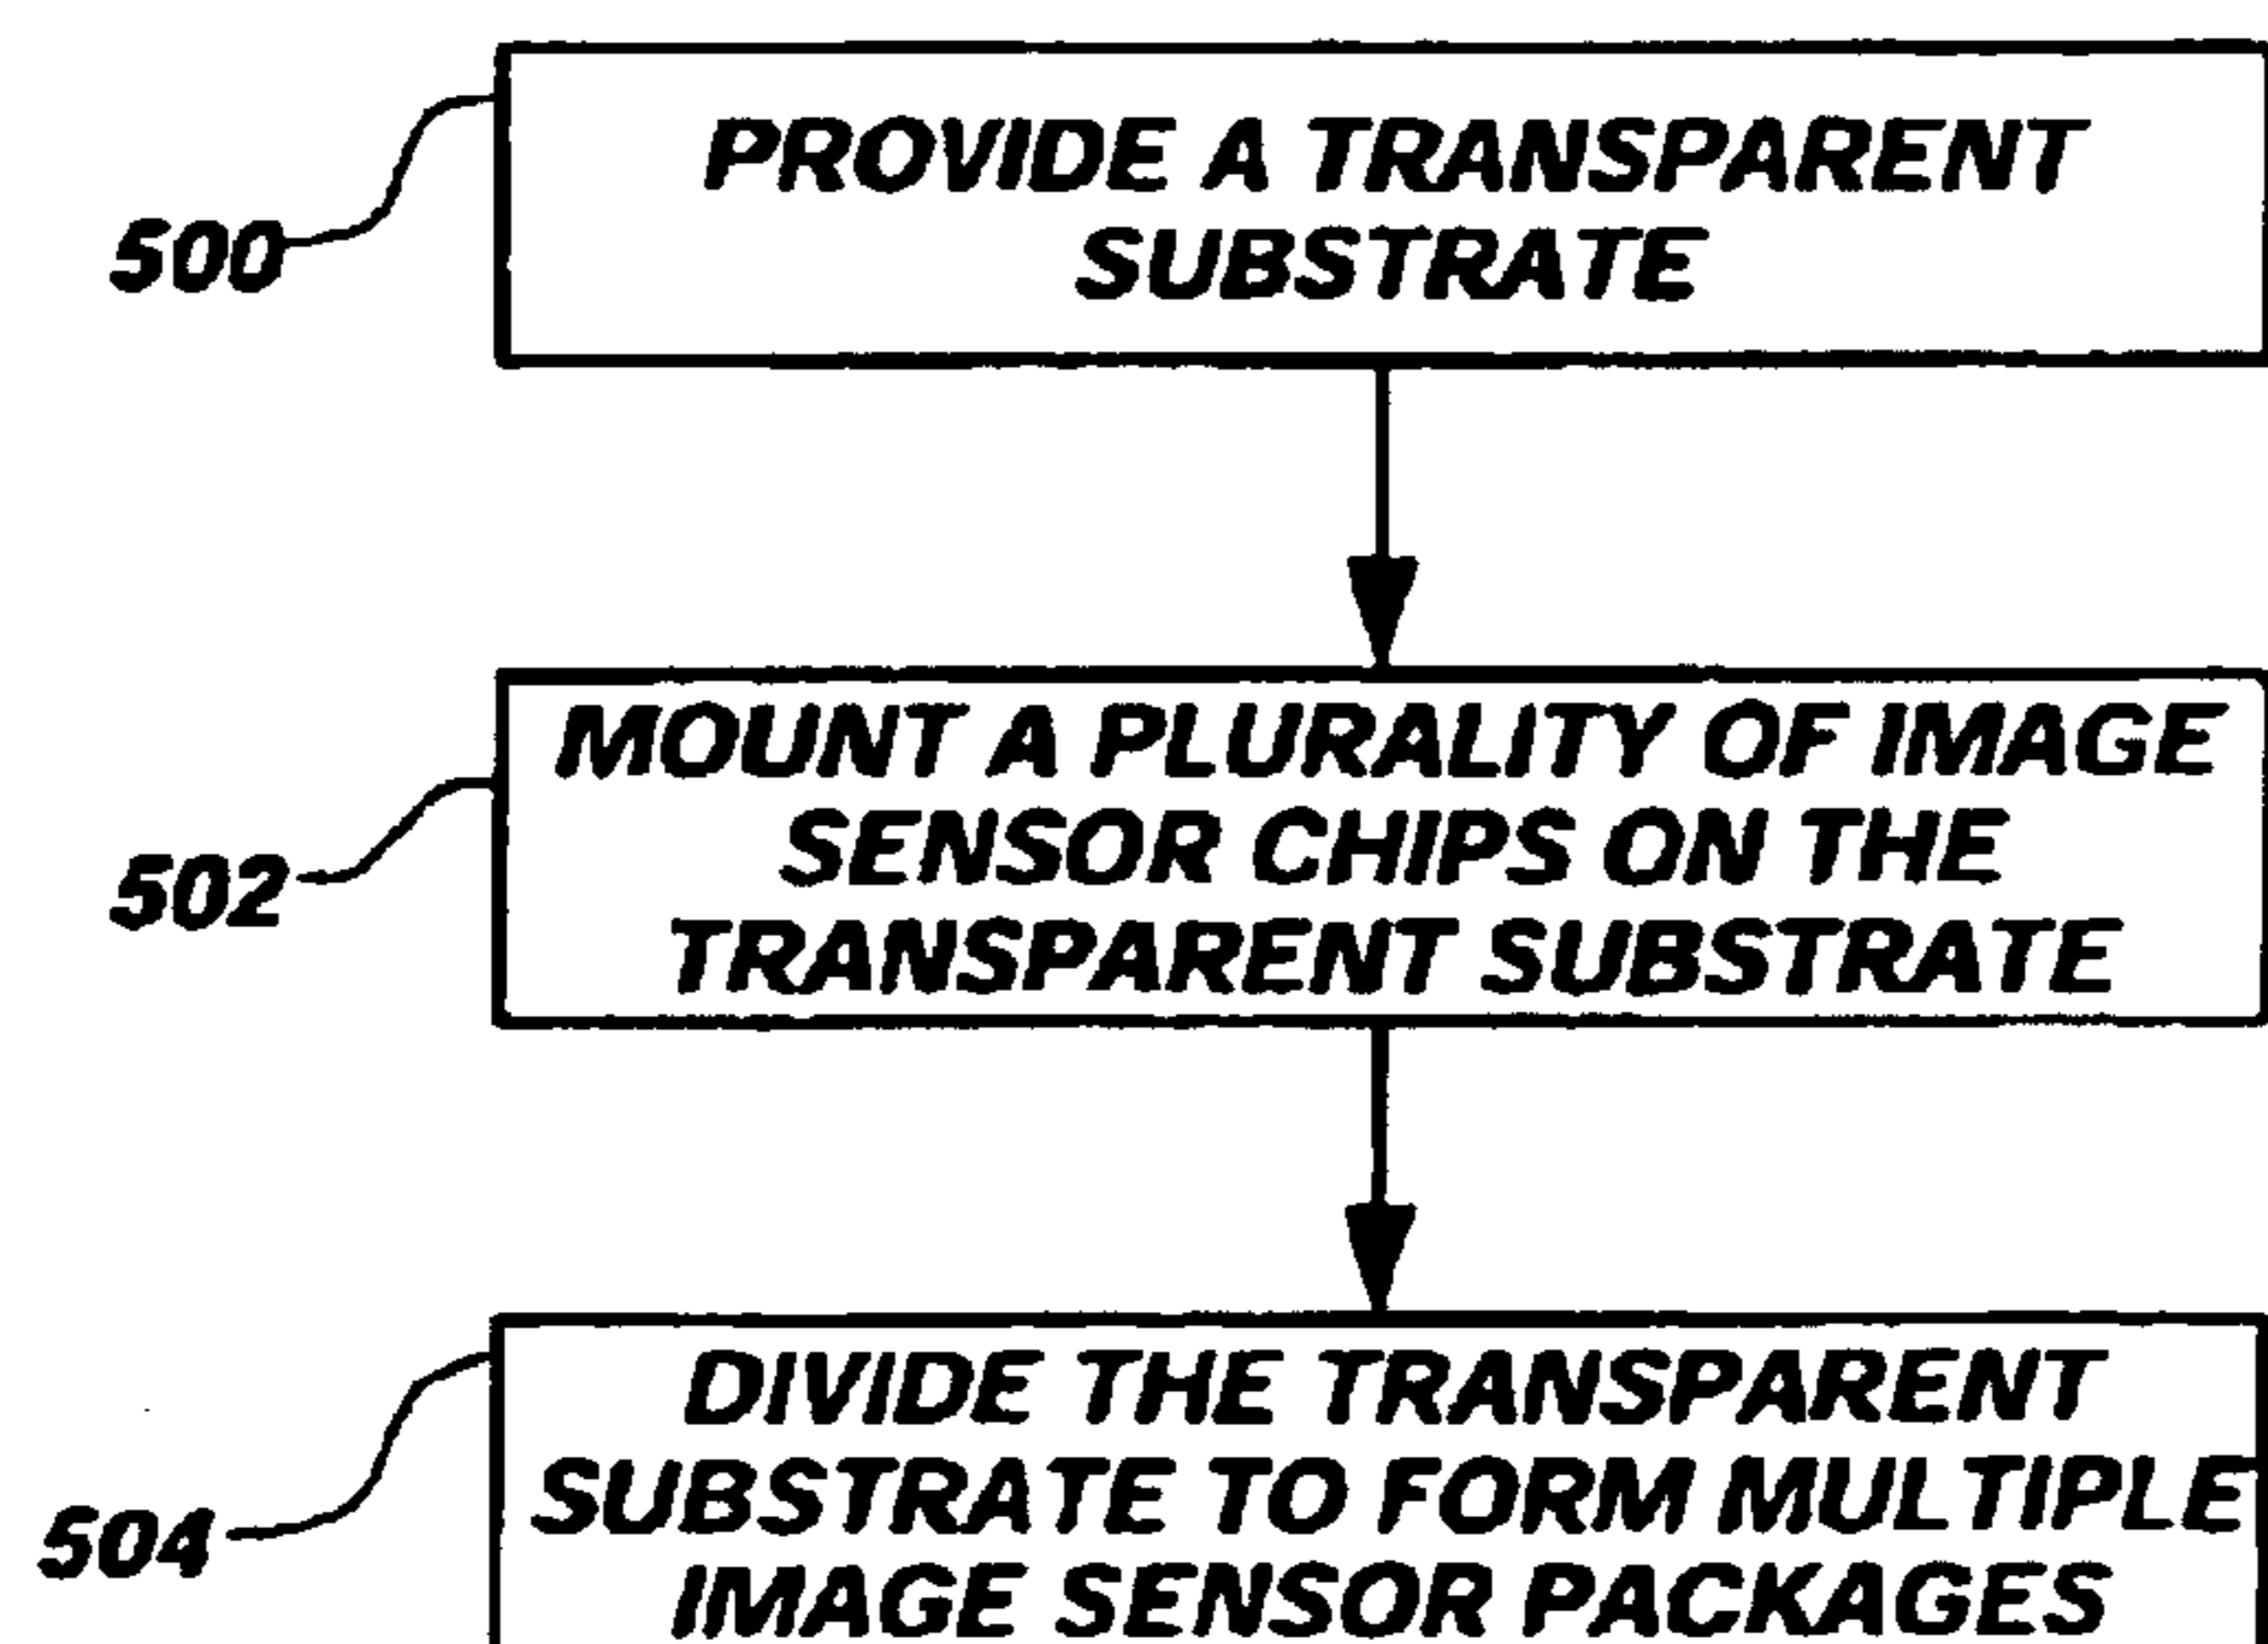 PROVIDE A TRANSPARENT
SUBSTRATE
500
MOUNT A PLURALITY OF IMAGE
SENSOR CHIPS ON THE
TRANSPARENT SUBSTRATE
502
DIVIDE THE TRANSPARENT
SUBSTRATE TO FORM MULTIPLE
IMAGE SENSOR PACKAGES
504